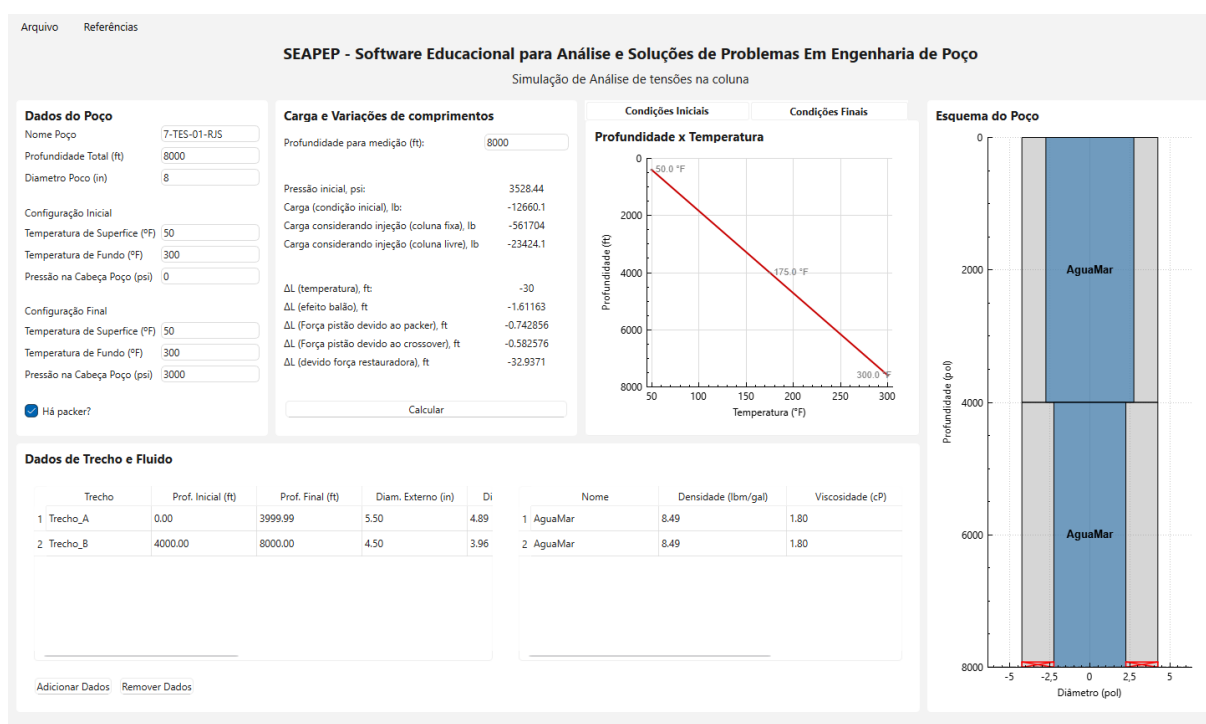 Arquivo Referências
SEAPEP - Software Educacional para Análise e Soluções de Problemas Em Engenharia de Poço
Simulação de Análise de tensões na coluna
Dados do Poço
Nome Poço 7-TES-01-RJS
Profundidade Total (ft) 8000
Diametro Poco (in) 8
Configuração Inicial
Temperatura de Superfice (ºF) 50
Temperatura de Fundo (ºF) 300
Pressão na Cabeça Poço (psi) 0
Configuração Final
Temperatura de Superfice (ºF) 50
Temperatura de Fundo (ºF) 300
Pressão na Cabeça Poço (psi) 3000
Há packer?
Carga e Variações de comprimentos
Profundidade para medição (ft): 8000
Pressão inicial, psi: 3528.44
Carga (condição inicial), lb: -12660.1
Carga considerando injeção (coluna fixa), lb -561704
Carga considerando injeção (coluna livre), lb -23424.1
ΔL (temperatura), ft: -30
ΔL (efeito balão), ft -1.61163
ΔL (Força pistão devido ao packer), ft -0.742856
ΔL (Força pistão devido ao crossover), ft -0.582576
ΔL (devido força restauradora), ft -32.9371
Calcular
Condições Iniciais Condições Finais
Profundidade x Temperatura
0
2000
4000
6000
8000
Profundidade (ft)
50.0 °F
175.0 °F
300.0 °F
50 100 150 200 250 300
Temperatura (°F)
Esquema do Poço
0
2000
4000
6000
8000
Profundidade (pol)
AguaMar
AguaMar
-5 -2,5 0 2,5 5
Diâmetro (pol)
Dados de Trecho e Fluido
Trecho Prof. Inicial (ft) Prof. Final (ft) Diam. Externo (in) Di
1 Trecho_A 0.00 3999.99 5.50 4.89
2 Trecho_B 4000.00 8000.00 4.50 3.96
Nome Densidade (lbm/gal) Viscosidade (cP)
1 AguaMar 8.49 1.80
2 AguaMar 8.49 1.80
Adicionar Dados Remover Dados